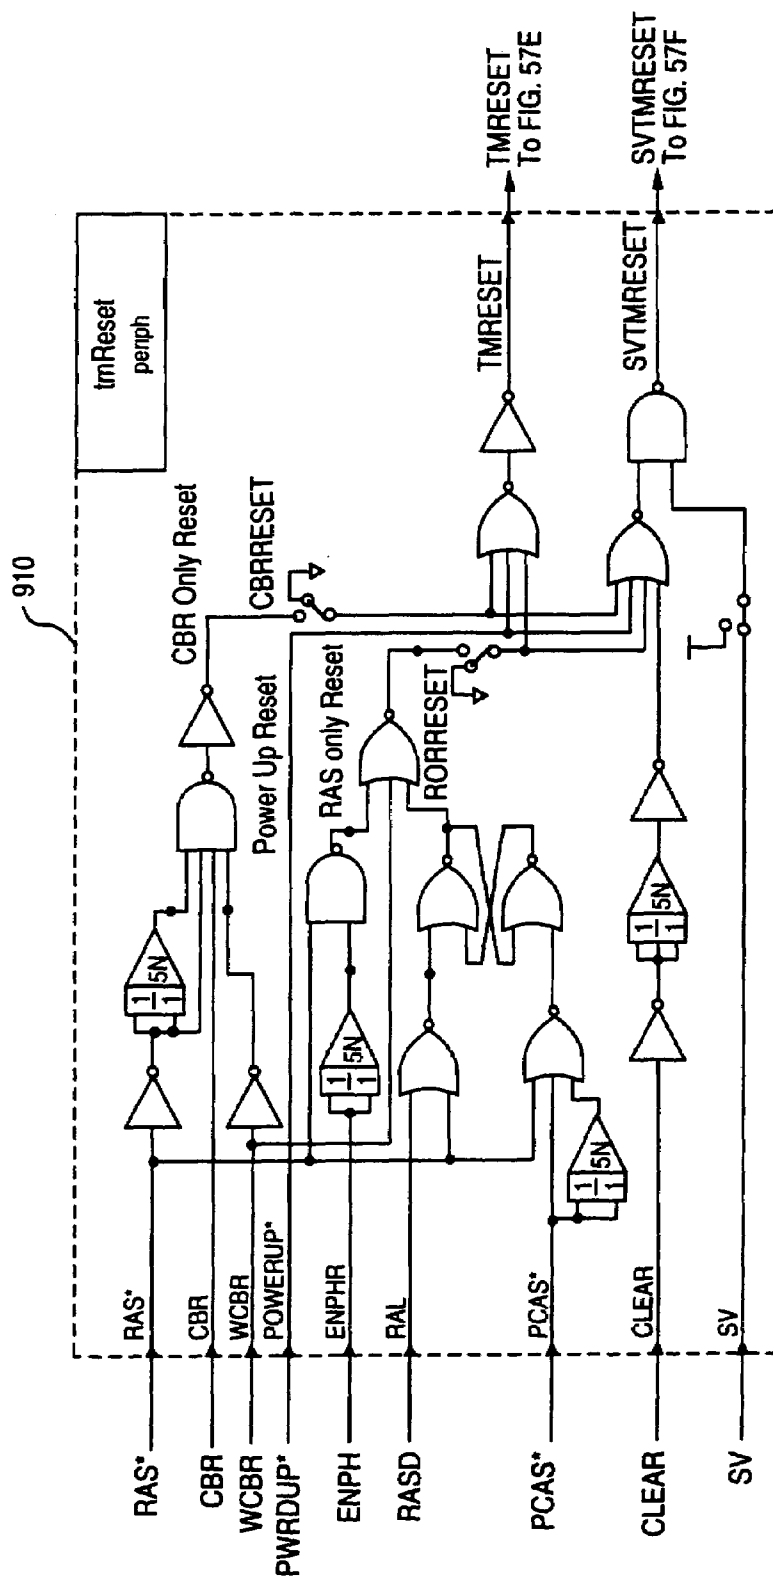 910
tmReset
periph
RAS*
RAS*
CBR
CBR
WCBR
WCBR
PWRDUP*
POWERUP*
ENPH
ENPHR
RASD
RAL
PCAS*
PCAS*
CLEAR
CLEAR
SV
SV
1
1
5N
1
1
5N
1
1
5N
1
1
5N
CBR Only Reset
CBRRESET
Power Up Reset
RAS only Reset
RORRESET
TMRESET
TMRESET
To FIG. 57E
SVTMRESET
SVTMRESET
To FIG. 57F